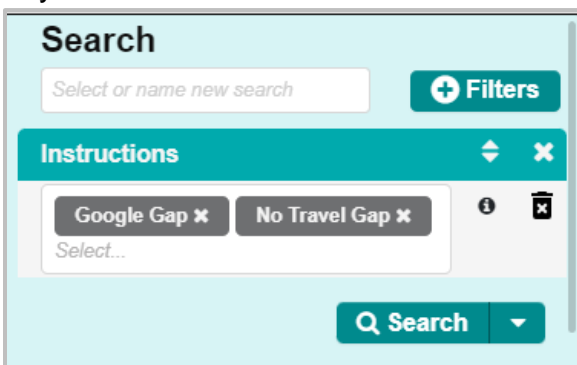 Search
Select or name new search
Filters
Instructions
Google Gap
No Travel Gap
Select...
Search